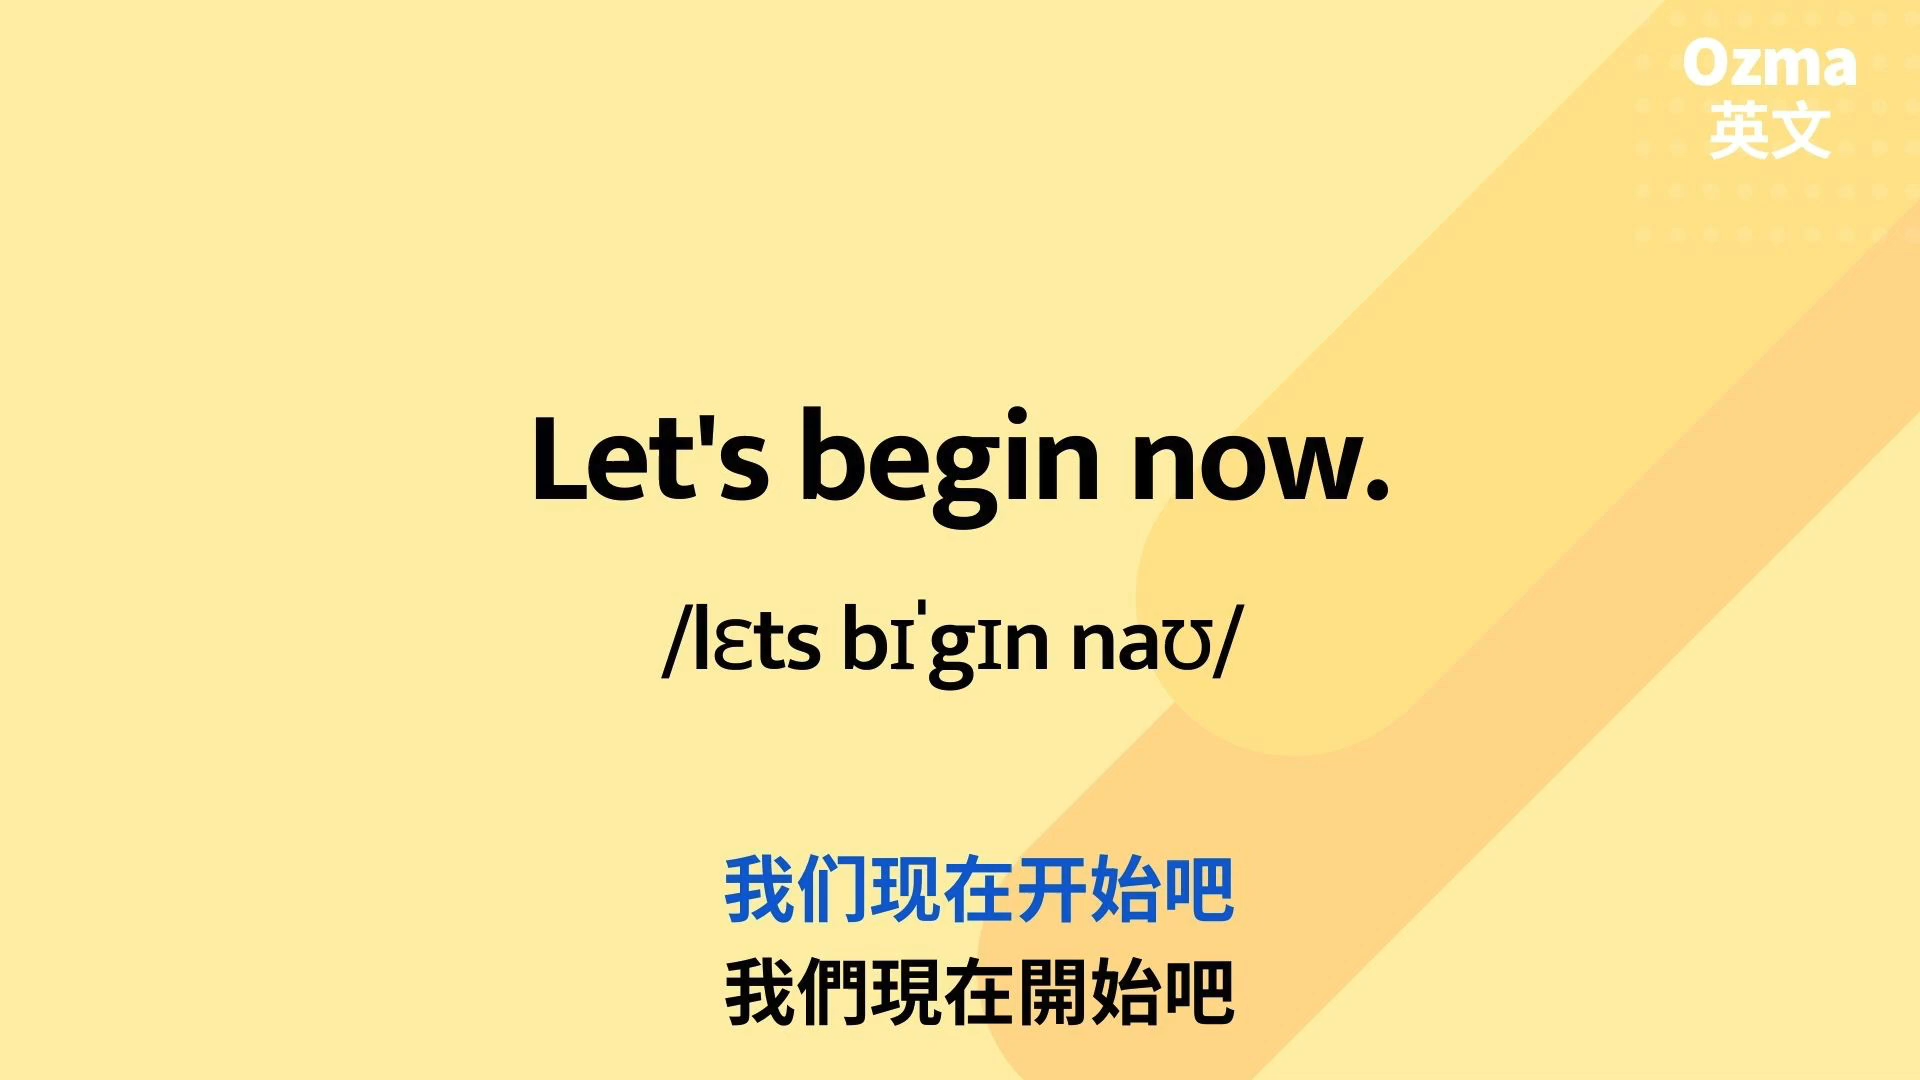 Ozma
英文
Let's begin now.
/lɛts bɪˈgɪn naʊ/
我们现在开始吧
我們現在開始吧